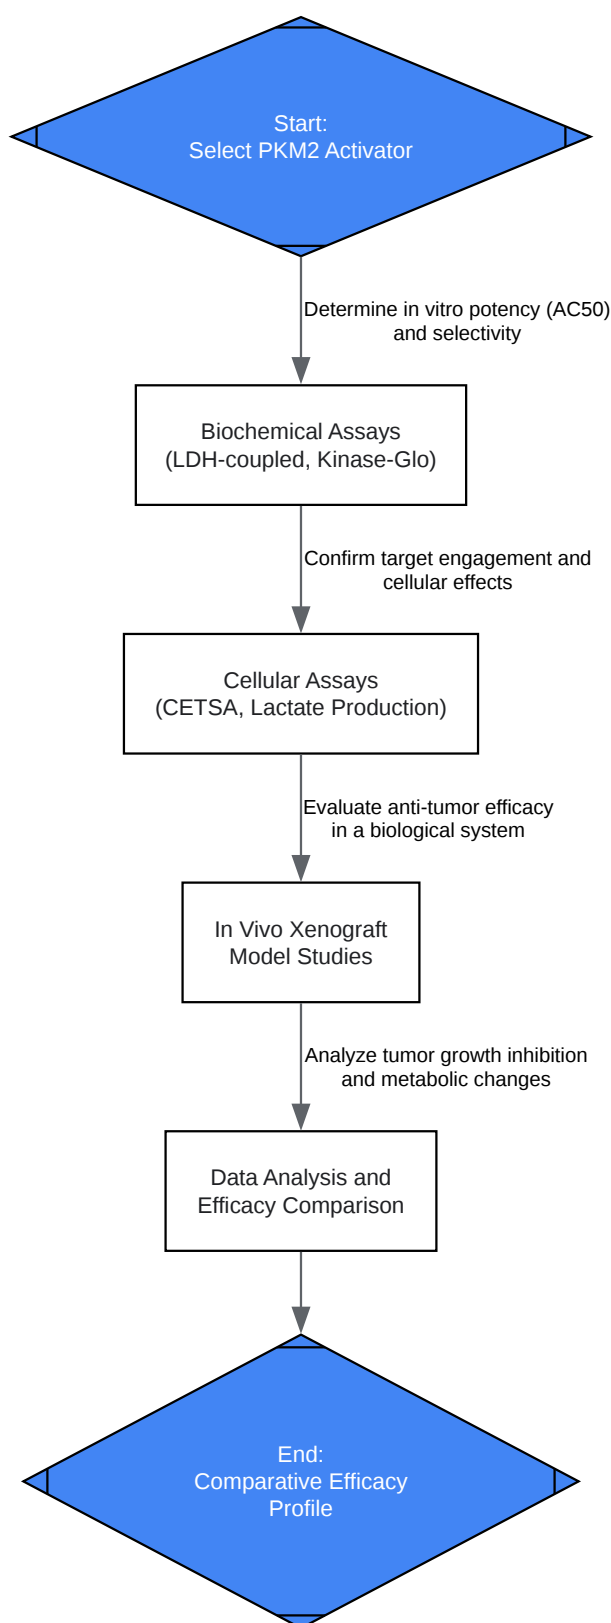 Start:
Select PKM2 Activator
Determine in vitro potency (AC50)
and selectivity
Biochemical Assays
(LDH-coupled, Kinase-Glo)
Confirm target engagement and
cellular effects
Cellular Assays
(CETSA, Lactate Production)
Evaluate anti-tumor efficacy
in a biological system
In Vivo Xenograft
Model Studies
Analyze tumor growth inhibition
and metabolic changes
Data Analysis and
Efficacy Comparison
End:
Comparative Efficacy
Profile